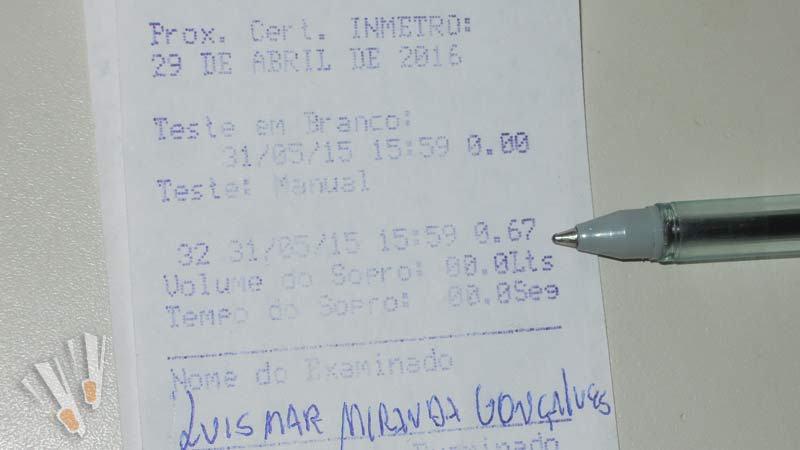 Prox. Cert. INMETRO:
29 DE ABRIL DE 2016
Teste em Branco:
31/05/15 15:59 0.00
Teste: Manual
32 31/05/15 15:59 0.67
Volume do Sopro: 00.0Lts
Tempo do Sopro: 00.0Seg
Nome do Examinado
LUISMAR MIRANDA GONÇALVES
Examinado